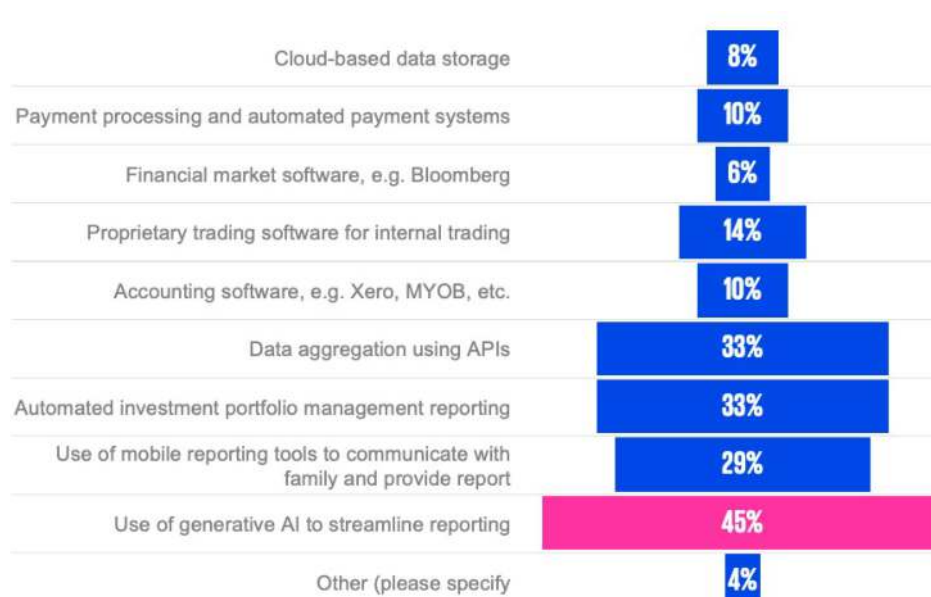 Cloud-based data storage 8%
Payment processing and automated payment systems 10%
Financial market software, e.g. Bloomberg 6%
Proprietary trading software for internal trading 14%
Accounting software, e.g. Xero, MYOB, etc. 10%
Data aggregation using APIs 33%
Automated investment portfolio management reporting 33%
Use of mobile reporting tools to communicate with
family and provide report 29%
Use of generative AI to streamline reporting 45%
Other (please specify 4%